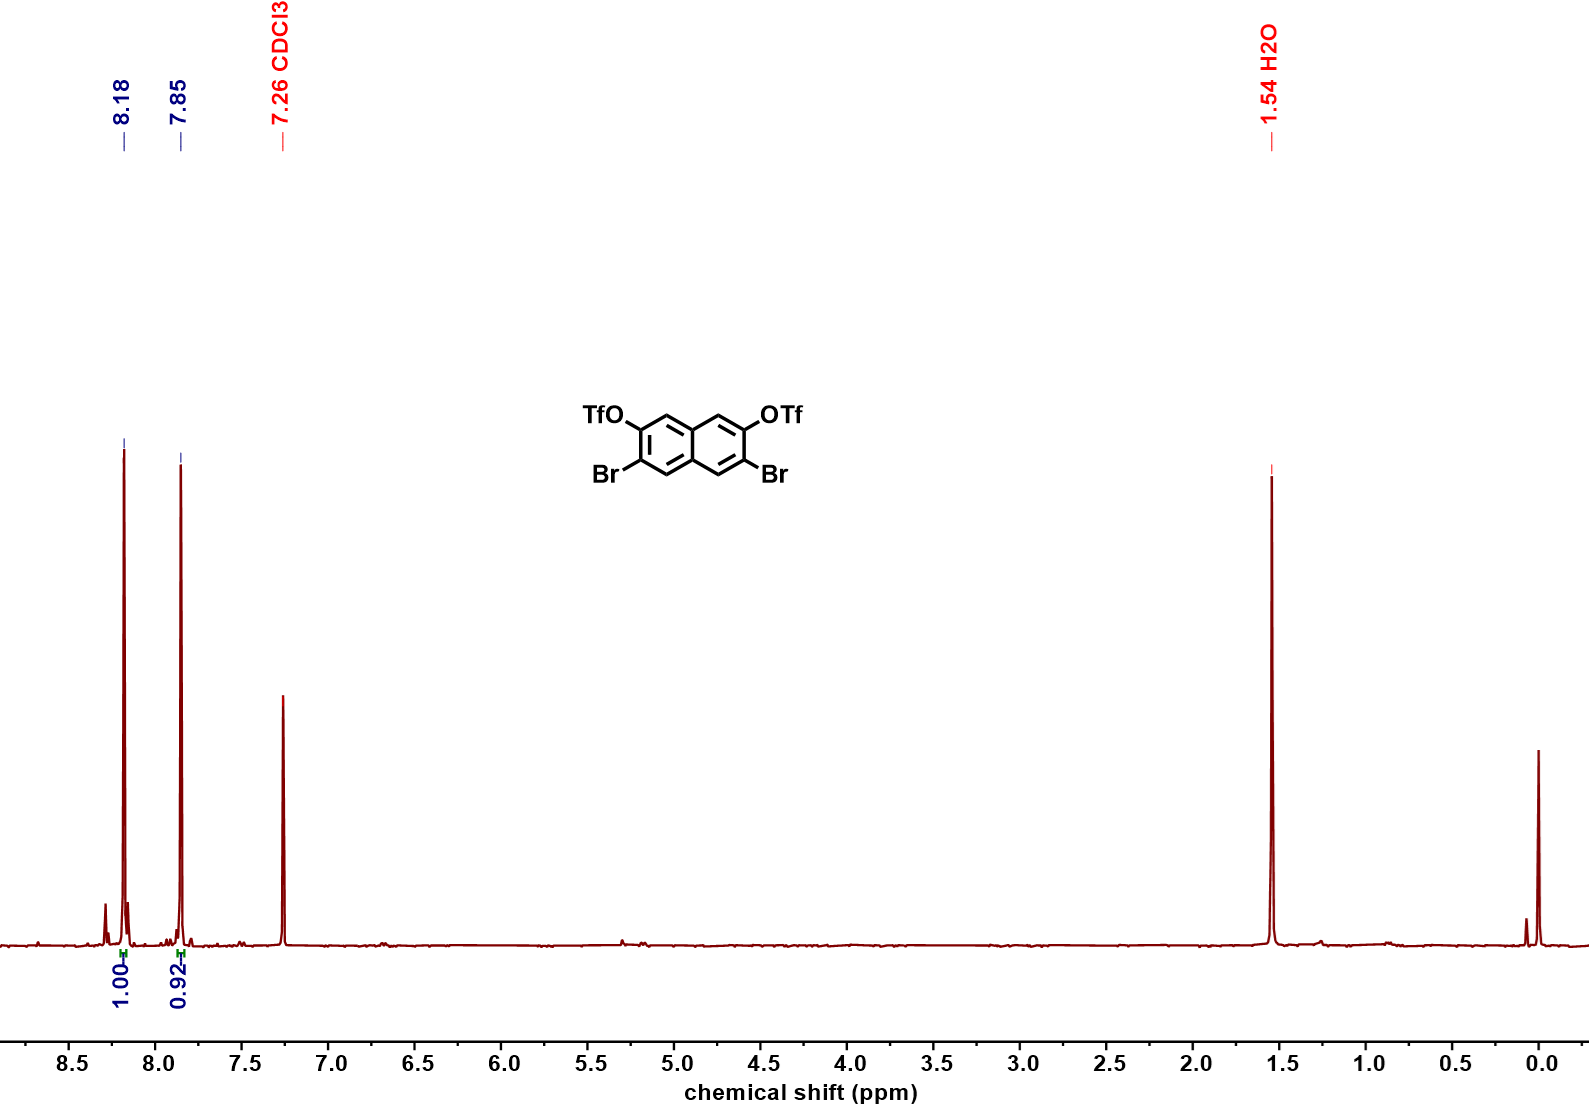 — 8.18
— 7.85
— 7.26 CDCl3
— 1.54 H2O
TfO
OTf
Br
Br
1.00
0.92
8.5 8.0 7.5 7.0 6.5 6.0 5.5 5.0 4.5 4.0 3.5 3.0 2.5 2.0 1.5 1.0 0.5 0.0
chemical shift (ppm)